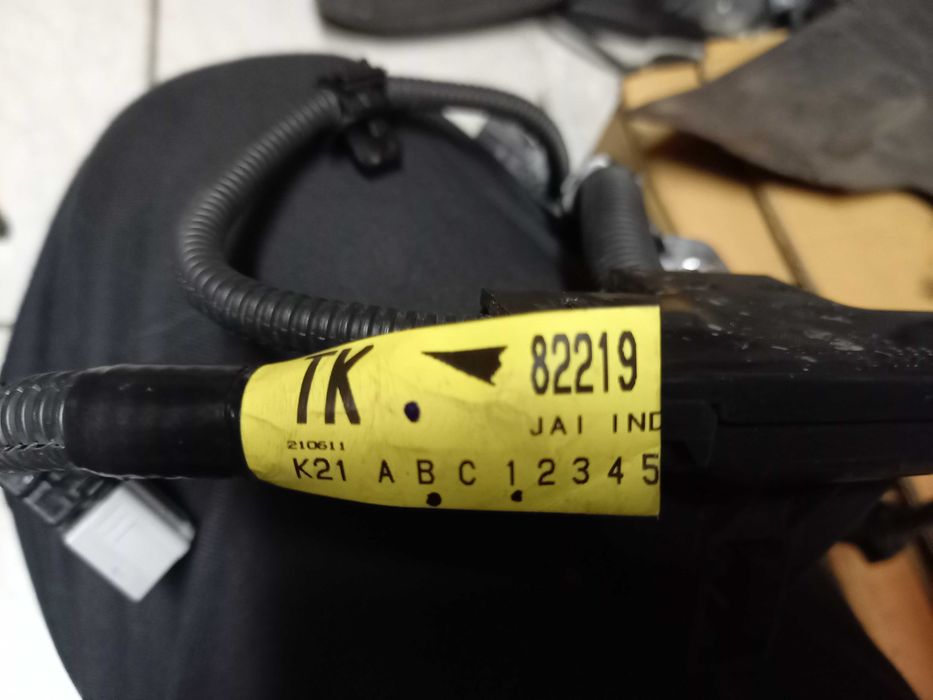 TK
82219
JAI IND
210611
K21 A B C 1 2 3 4 5